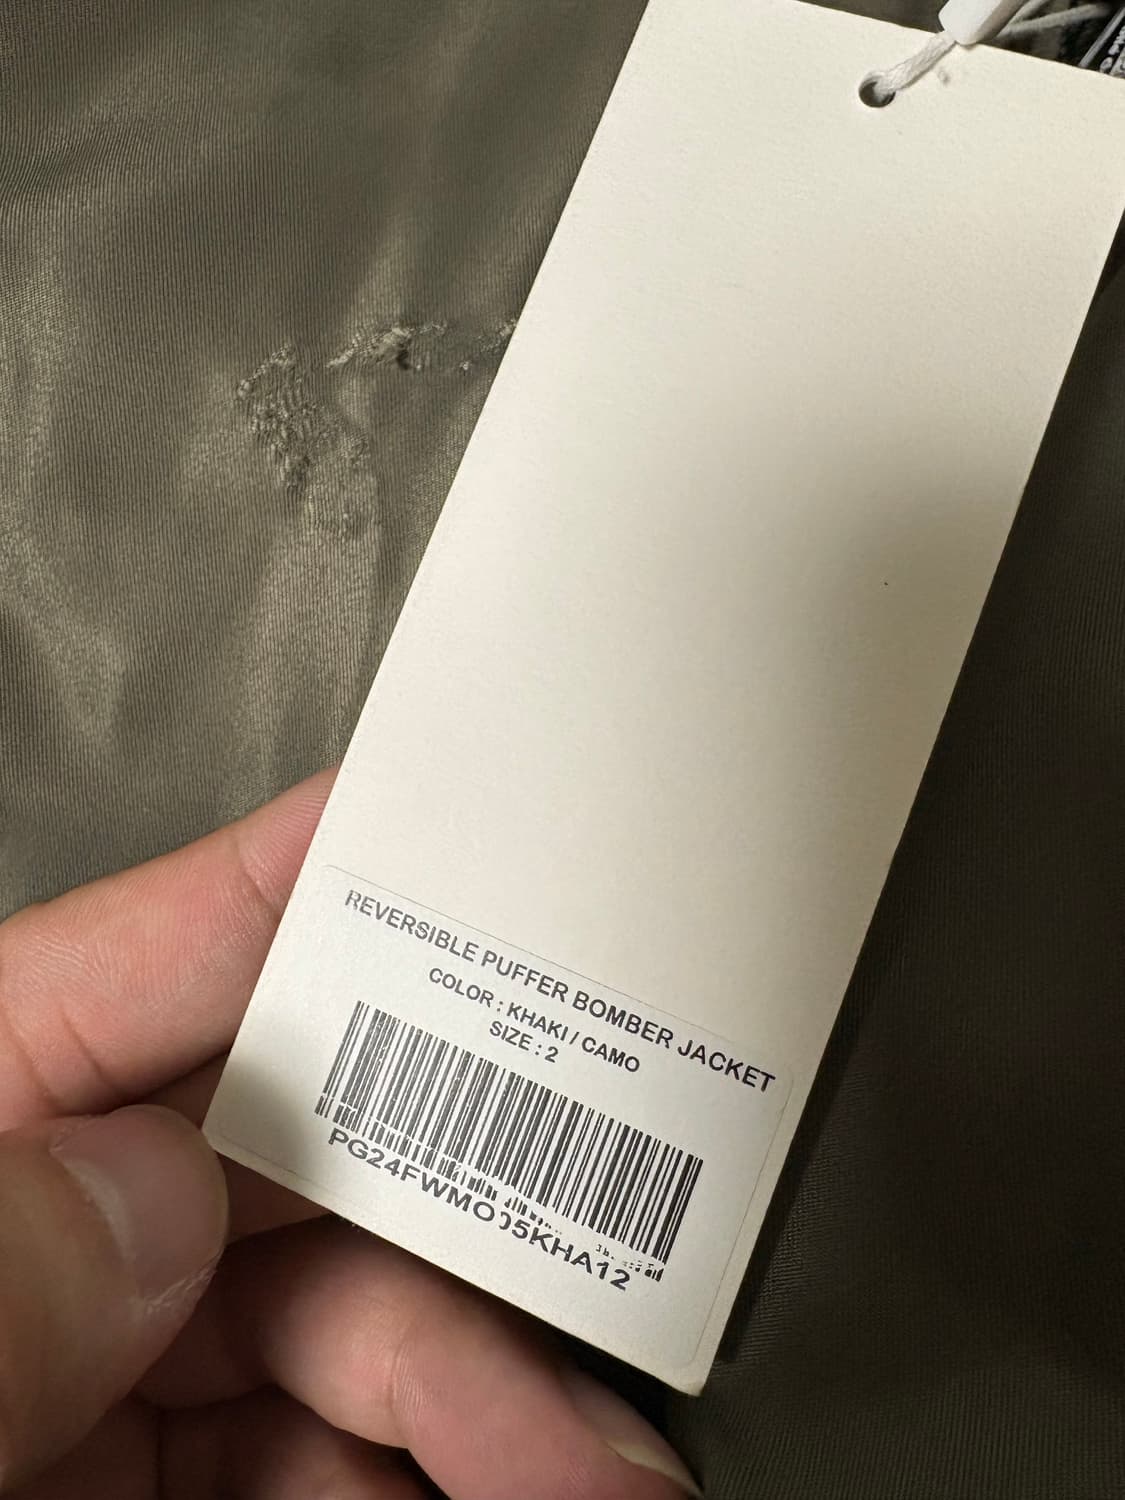 REVERSIBLE PUFFER BOMBER JACKET
COLOR : KHAKI / CAMO
SIZE : 2
PG24FWMO05KHA12